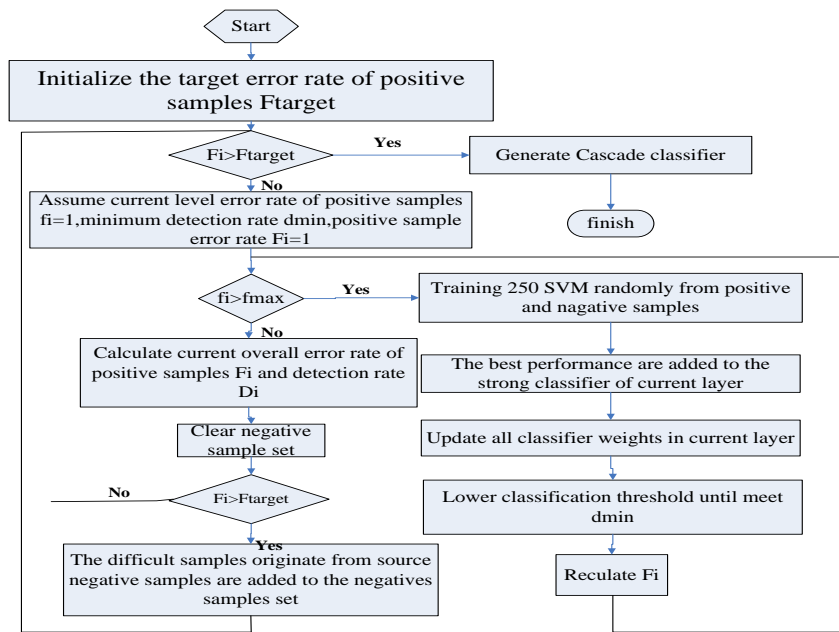 Start
Initialize the target error rate of positive
samples Ftarget
Fi>Ftarget
Yes
Generate Cascade classifier
finish
No
Assume current level error rate of positive samples
fi=1,minimum detection rate dmin,positive sample
error rate Fi=1
fi>fmax
Yes
Training 250 SVM randomly from positive
and nagative samples
No
Calculate current overall error rate of
positive samples Fi and detection rate
Di
The best performance are added to the
strong classifier of current layer
Clear negative
sample set
Update all classifier weights in current layer
Fi>Ftarget
No
Lower classification threshold until meet
dmin
Yes
The difficult samples originate from source
negative samples are added to the negatives
samples set
Reculate Fi